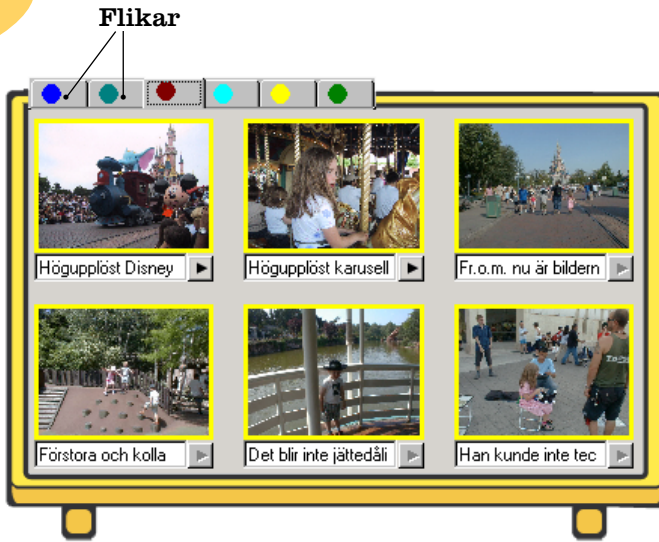 Flikar
Högupplöst Disney
Högupplöst karusell
Fr.o.m. nu är bildern
Förstora och kolla
Det blir inte jättedåli
Han kunde inte tec